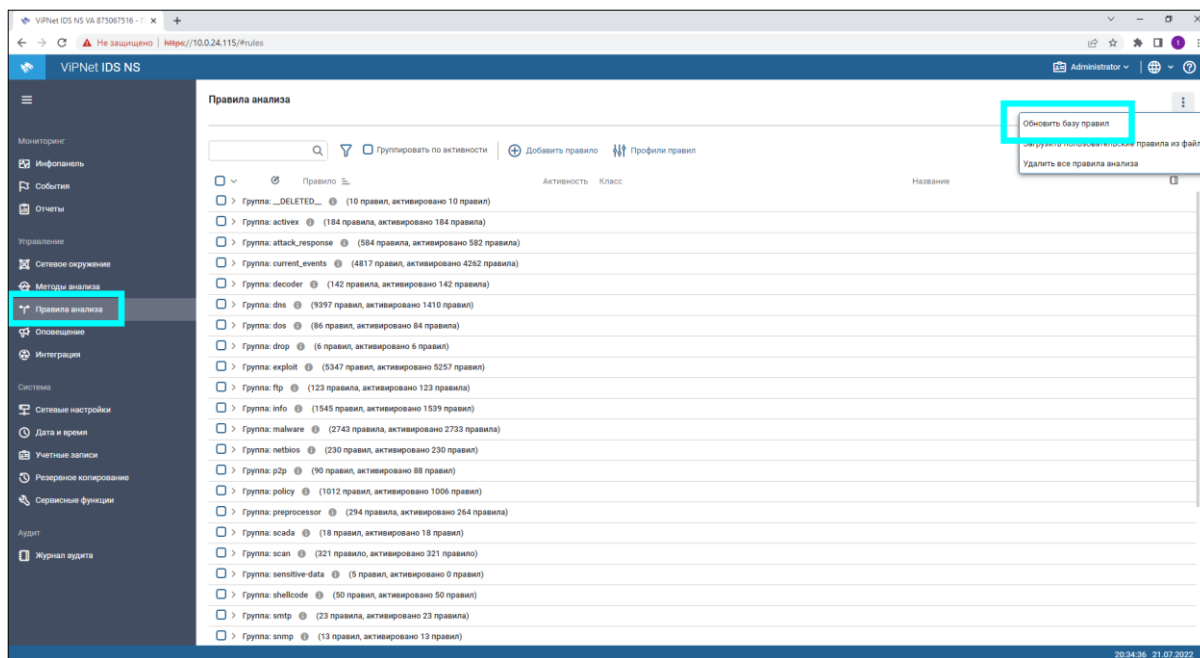 ViPNet IDS NS VA 875067516 - П
Не защищено | https://10.0.24.115/#rules
ViPNet IDS NS
Administrator
Правила анализа
Обновить базу правил
Загрузить пользовательские правила из файл
Удалить все правила анализа
Группировать по активности
Добавить правило
Профили правил
Правило
Активность
Класс
Название
Мониторинг
Инфопанель
События
Отчеты
Управление
Сетевое окружение
Методы анализа
Правила анализа
Оповещение
Интеграция
Система
Сетевые настройки
Дата и время
Учетные записи
Резервное копирование
Сервисные функции
Аудит
Журнал аудита
Группа: __DELETED__ (10 правил, активировано 10 правил)
Группа: activex (184 правила, активировано 184 правила)
Группа: attack_response (584 правила, активировано 582 правила)
Группа: current_events (4817 правил, активировано 4262 правила)
Группа: decoder (142 правила, активировано 142 правила)
Группа: dns (9397 правил, активировано 1410 правил)
Группа: dos (86 правил, активировано 84 правила)
Группа: drop (6 правил, активировано 6 правил)
Группа: exploit (5347 правил, активировано 5257 правил)
Группа: ftp (123 правила, активировано 123 правила)
Группа: info (1545 правил, активировано 1539 правил)
Группа: malware (2743 правила, активировано 2733 правила)
Группа: netbios (230 правил, активировано 230 правил)
Группа: p2p (90 правил, активировано 88 правил)
Группа: policy (1012 правил, активировано 1006 правил)
Группа: preprocessor (294 правила, активировано 264 правила)
Группа: scada (18 правил, активировано 18 правил)
Группа: scan (321 правило, активировано 321 правило)
Группа: sensitive-data (5 правил, активировано 0 правил)
Группа: shellcode (50 правил, активировано 50 правил)
Группа: smtp (23 правила, активировано 23 правила)
Группа: snmp (13 правил, активировано 13 правил)
20:34:36 21.07.2022